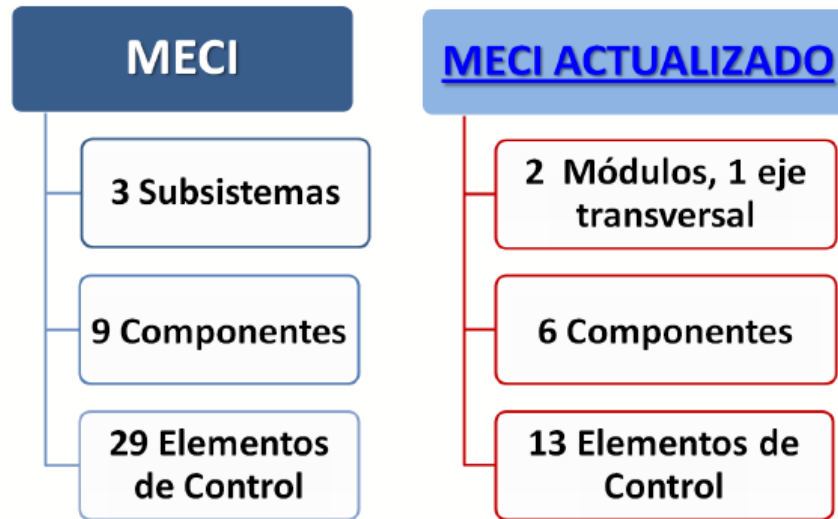 MECI
3 Subsistemas
9 Componentes
29 Elementos
de Control
MECI ACTUALIZADO
2 Módulos, 1 eje
transversal
6 Componentes
13 Elementos de
Control